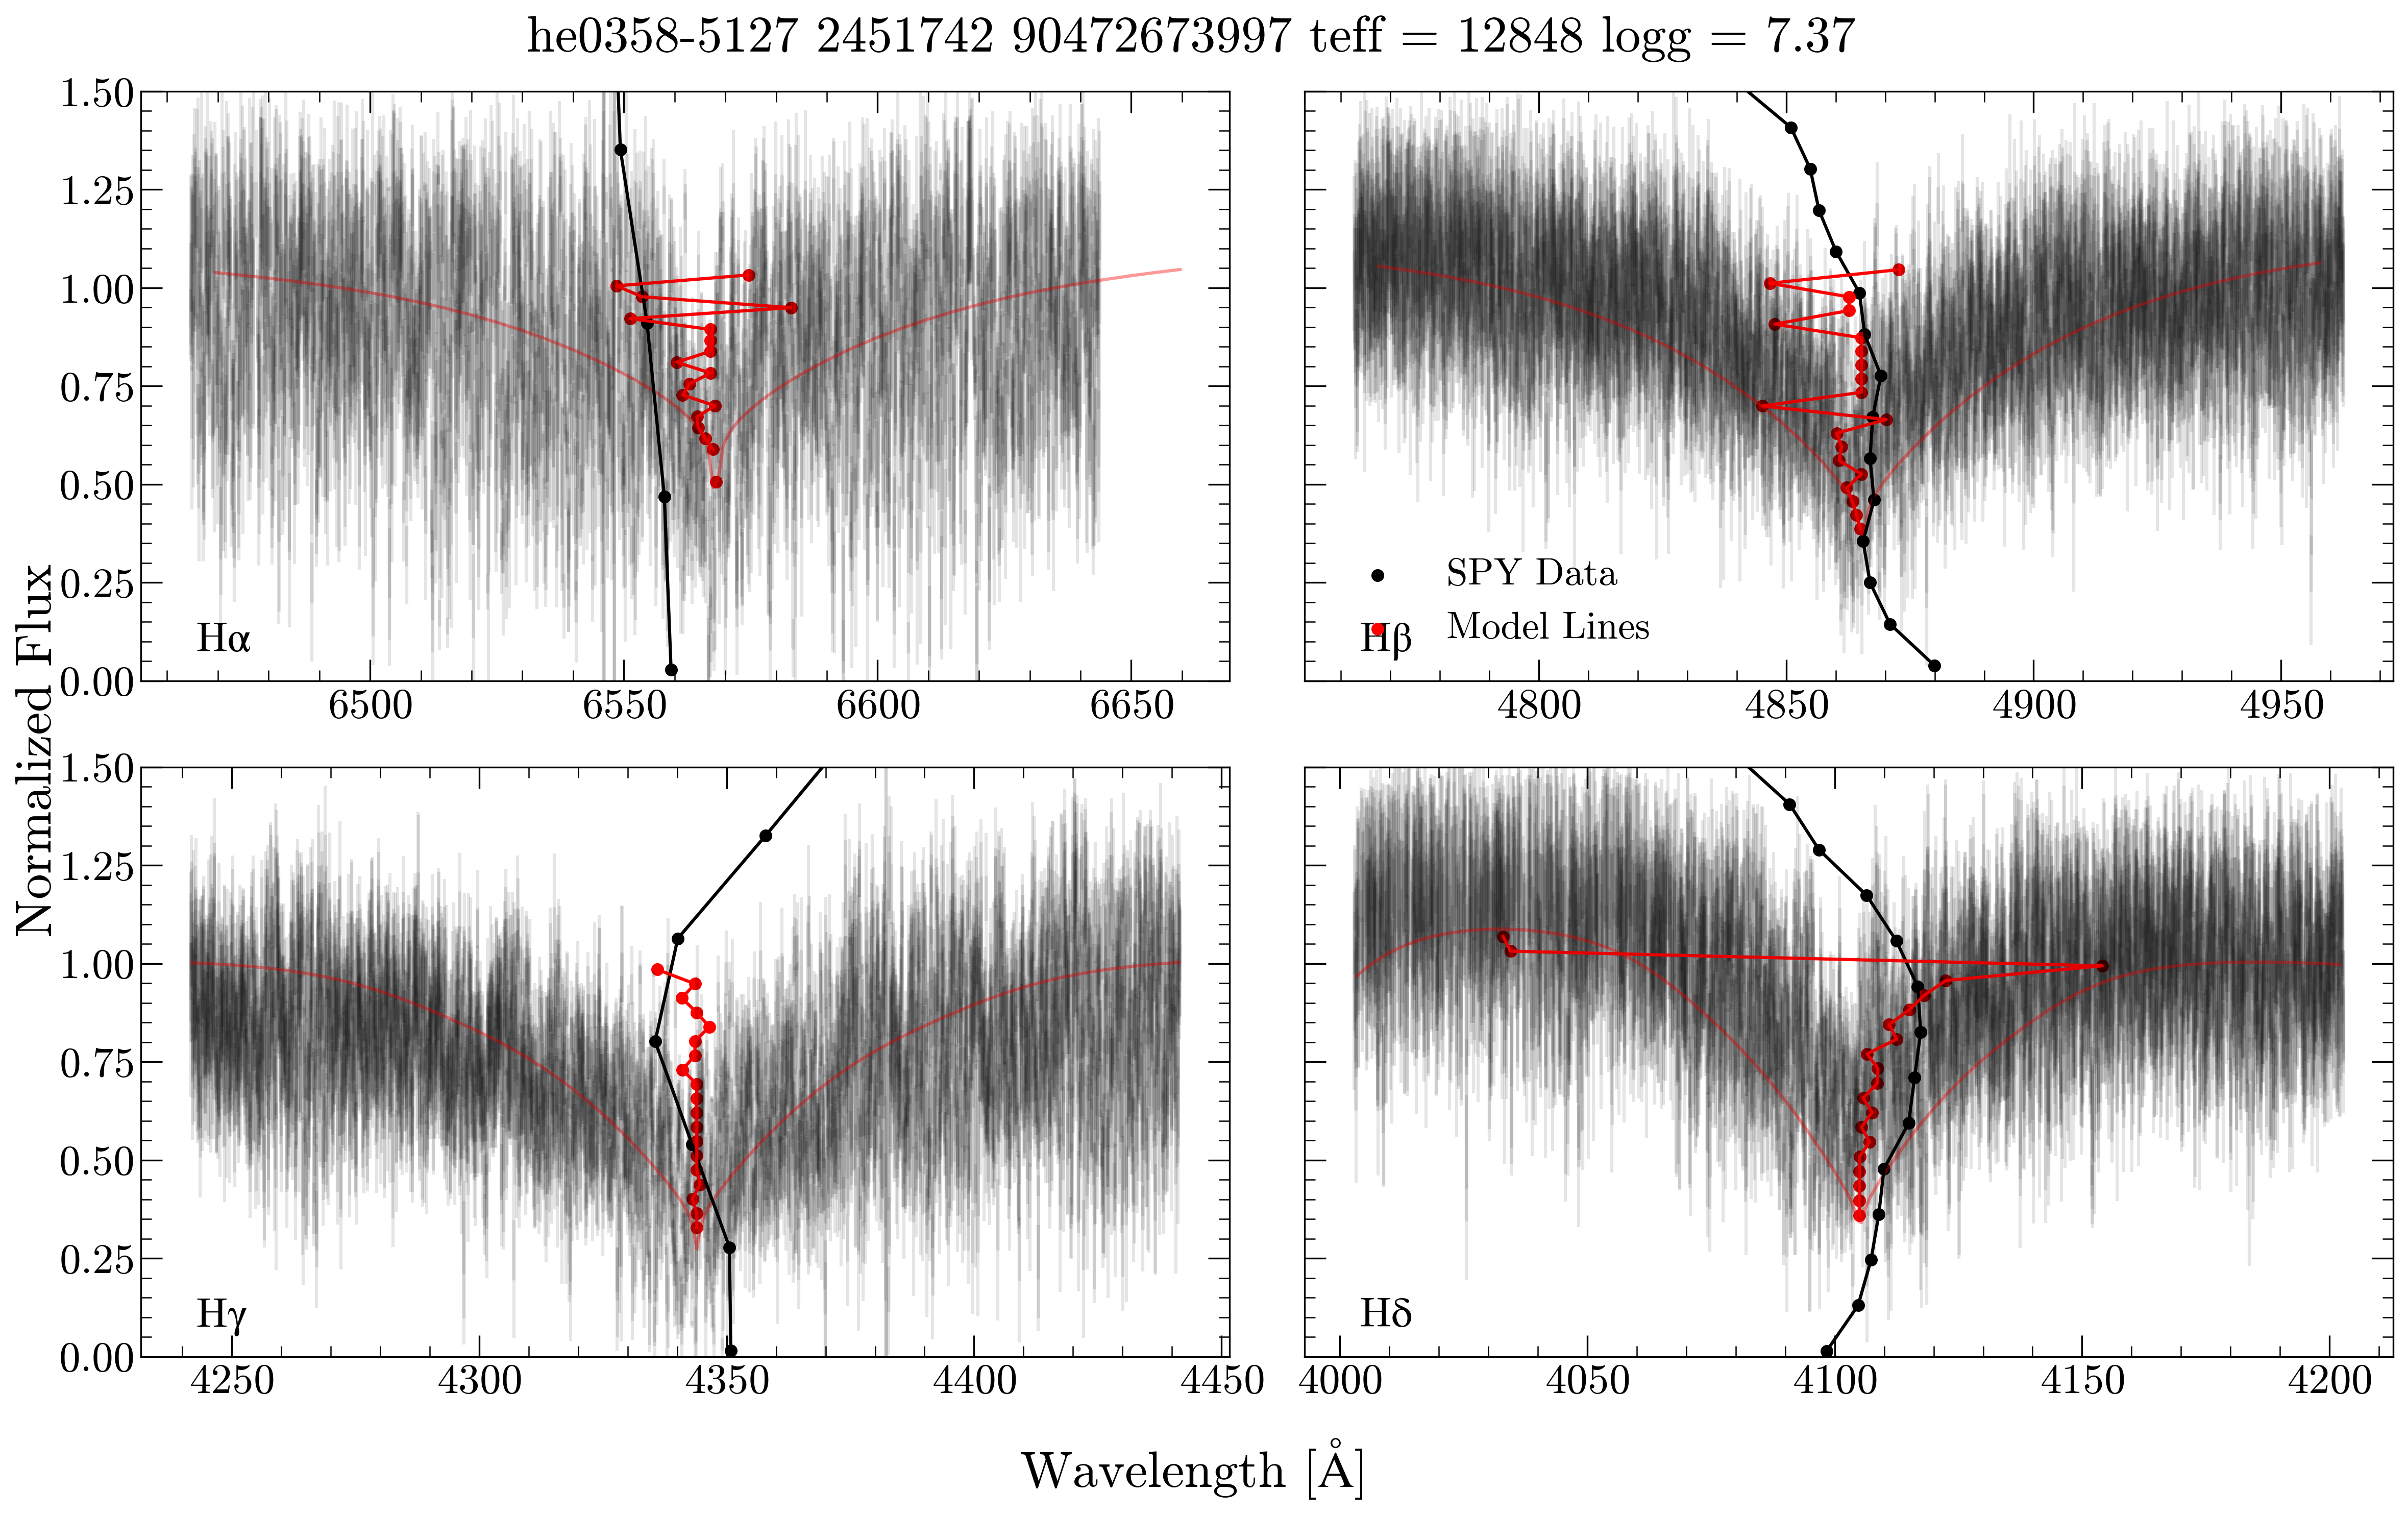 he0358-5127 2451742 90472673997 teff = 12848 logg = 7.37
Normalized Flux
1.50
1.25
1.00
0.75
0.50
0.25
0.00
Hα
6500 6550 6600 6650
SPY Data
Model Lines
Hβ
4800 4850 4900 4950
1.50
1.25
1.00
0.75
0.50
0.25
0.00
Hγ
4250 4300 4350 4400 4450
Hδ
4000 4050 4100 4150 4200
Wavelength [Å]